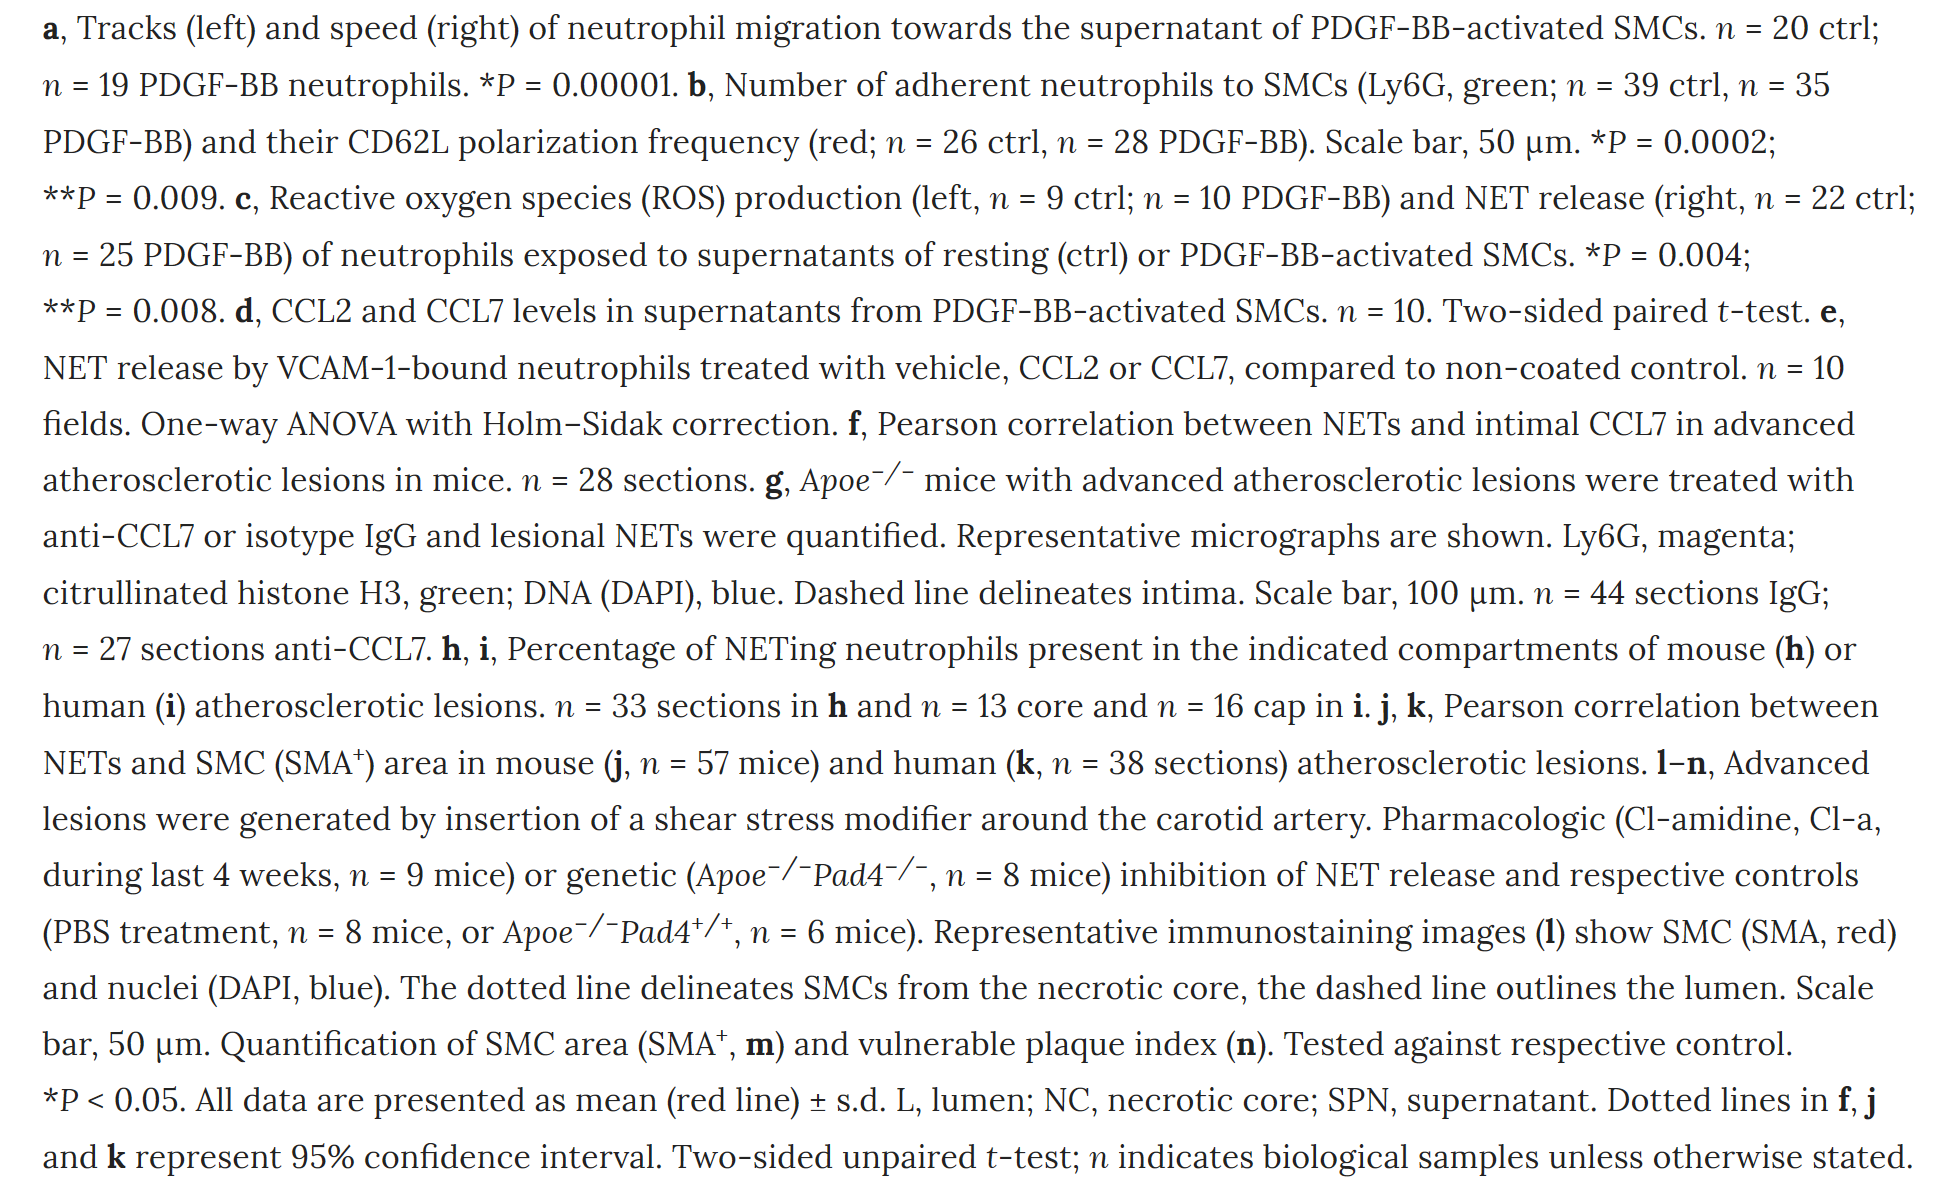 a, Tracks (left) and speed (right) of neutrophil migration towards the supernatant of PDGF-BB-activated SMCs. n = 20 ctrl;
n = 19 PDGF-BB neutrophils. *P = 0.00001. b, Number of adherent neutrophils to SMCs (Ly6G, green; n = 39 ctrl, n = 35
PDGF-BB) and their CD62L polarization frequency (red; n = 26 ctrl, n = 28 PDGF-BB). Scale bar, 50 μm. *P = 0.0002;
**P = 0.009. c, Reactive oxygen species (ROS) production (left, n = 9 ctrl; n = 10 PDGF-BB) and NET release (right, n = 22 ctrl;
n = 25 PDGF-BB) of neutrophils exposed to supernatants of resting (ctrl) or PDGF-BB-activated SMCs. *P = 0.004;
**P = 0.008. d, CCL2 and CCL7 levels in supernatants from PDGF-BB-activated SMCs. n = 10. Two-sided paired t-test. e,
NET release by VCAM-1-bound neutrophils treated with vehicle, CCL2 or CCL7, compared to non-coated control. n = 10
fields. One-way ANOVA with Holm–Sidak correction. f, Pearson correlation between NETs and intimal CCL7 in advanced
atherosclerotic lesions in mice. n = 28 sections. g, Apoe⁻/⁻ mice with advanced atherosclerotic lesions were treated with
anti-CCL7 or isotype IgG and lesional NETs were quantified. Representative micrographs are shown. Ly6G, magenta;
citrullinated histone H3, green; DNA (DAPI), blue. Dashed line delineates intima. Scale bar, 100 μm. n = 44 sections IgG;
n = 27 sections anti-CCL7. h, i, Percentage of NETing neutrophils present in the indicated compartments of mouse (h) or
human (i) atherosclerotic lesions. n = 33 sections in h and n = 13 core and n = 16 cap in i. j, k, Pearson correlation between
NETs and SMC (SMA⁺) area in mouse (j, n = 57 mice) and human (k, n = 38 sections) atherosclerotic lesions. l–n, Advanced
lesions were generated by insertion of a shear stress modifier around the carotid artery. Pharmacologic (Cl-amidine, Cl-a,
during last 4 weeks, n = 9 mice) or genetic (Apoe⁻/⁻Pad4⁻/⁻, n = 8 mice) inhibition of NET release and respective controls
(PBS treatment, n = 8 mice, or Apoe⁻/⁻Pad4⁺/⁺, n = 6 mice). Representative immunostaining images (l) show SMC (SMA, red)
and nuclei (DAPI, blue). The dotted line delineates SMCs from the necrotic core, the dashed line outlines the lumen. Scale
bar, 50 μm. Quantification of SMC area (SMA⁺, m) and vulnerable plaque index (n). Tested against respective control.
*P < 0.05. All data are presented as mean (red line) ± s.d. L, lumen; NC, necrotic core; SPN, supernatant. Dotted lines in f, j
and k represent 95% confidence interval. Two-sided unpaired t-test; n indicates biological samples unless otherwise stated.